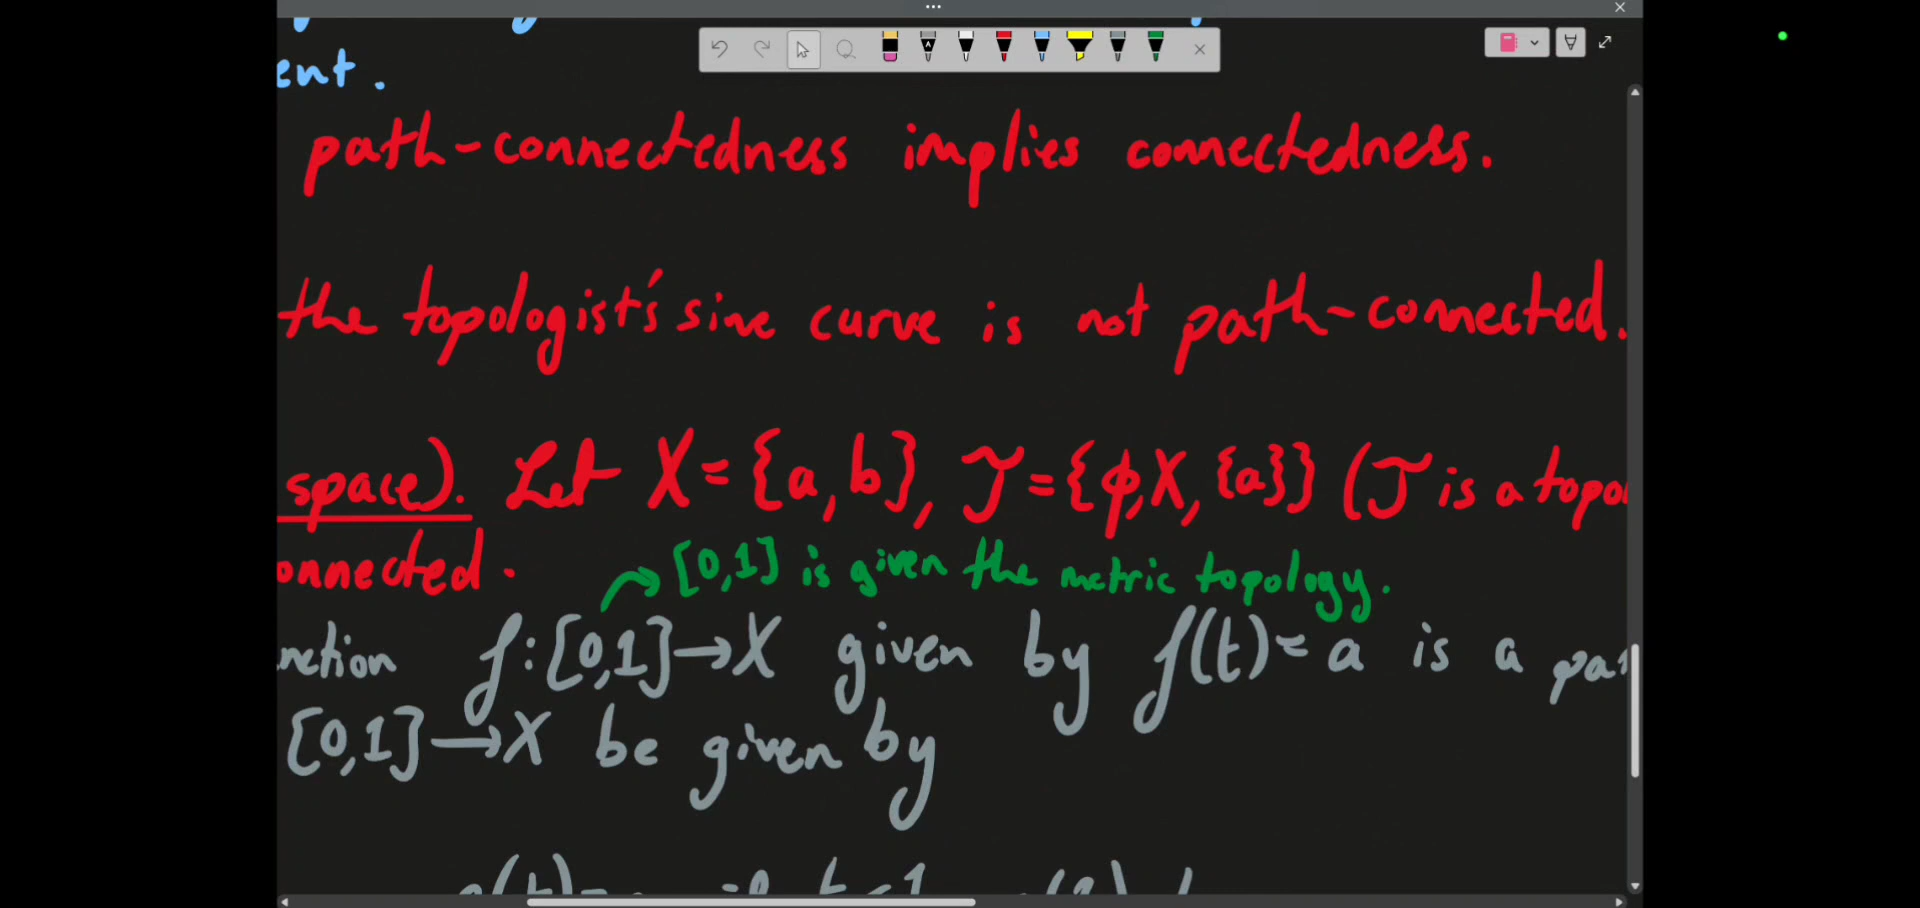 ent.
path-connectedness implies connectedness.
the topologist's sine curve is not path-connected.
space). Let X = {a, b}, 𝒯 = {ϕ, X, {a}} (𝒯 is a topo
onnected.
[0,1] is given the metric topology.
nction f:[0,1]→X given by f(t) = a is a pa
[0,1]→X be given by